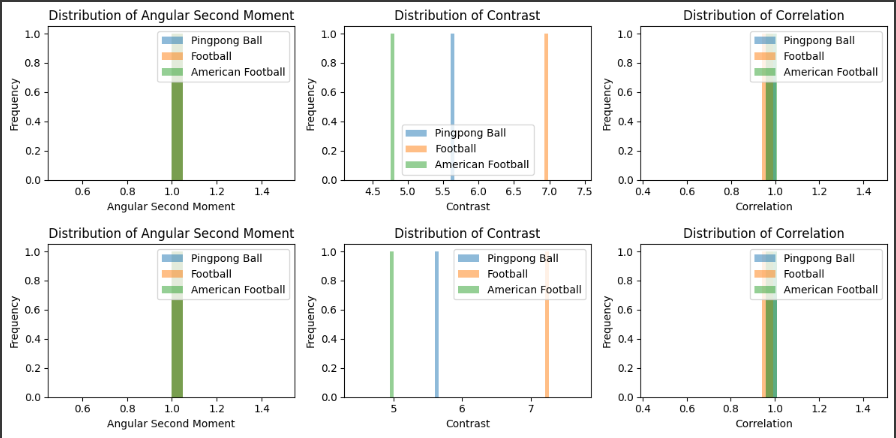 Distribution of Angular Second Moment
Frequency
1.0
0.8
0.6
0.4
0.2
0.0
Pingpong Ball
Football
American Football
0.6 0.8 1.0 1.2 1.4
Angular Second Moment
Distribution of Contrast
Frequency
1.0
0.8
0.6
0.4
0.2
0.0
Pingpong Ball
Football
American Football
4.5 5.0 5.5 6.0 6.5 7.0 7.5
Contrast
Distribution of Correlation
Frequency
1.0
0.8
0.6
0.4
0.2
0.0
Pingpong Ball
Football
American Football
0.4 0.6 0.8 1.0 1.2 1.4
Correlation
Distribution of Angular Second Moment
Frequency
1.0
0.8
0.6
0.4
0.2
0.0
Pingpong Ball
Football
American Football
0.6 0.8 1.0 1.2 1.4
Angular Second Moment
Distribution of Contrast
Frequency
1.0
0.8
0.6
0.4
0.2
0.0
Pingpong Ball
Football
American Football
5 6 7
Contrast
Distribution of Correlation
Frequency
1.0
0.8
0.6
0.4
0.2
0.0
Pingpong Ball
Football
American Football
0.4 0.6 0.8 1.0 1.2 1.4
Correlation